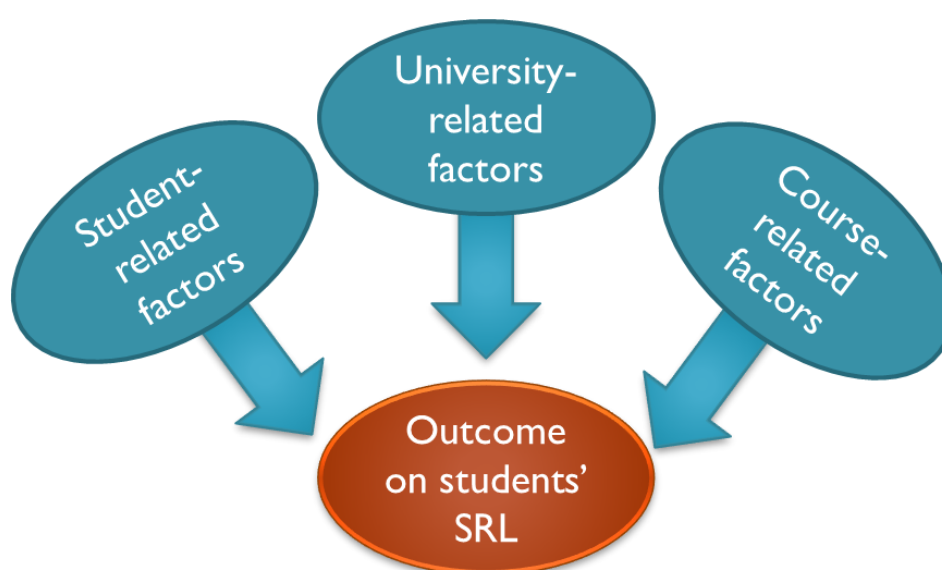 University-
related
factors
Student-
related
factors
Course-
related
factors
Outcome
on students’
SRL